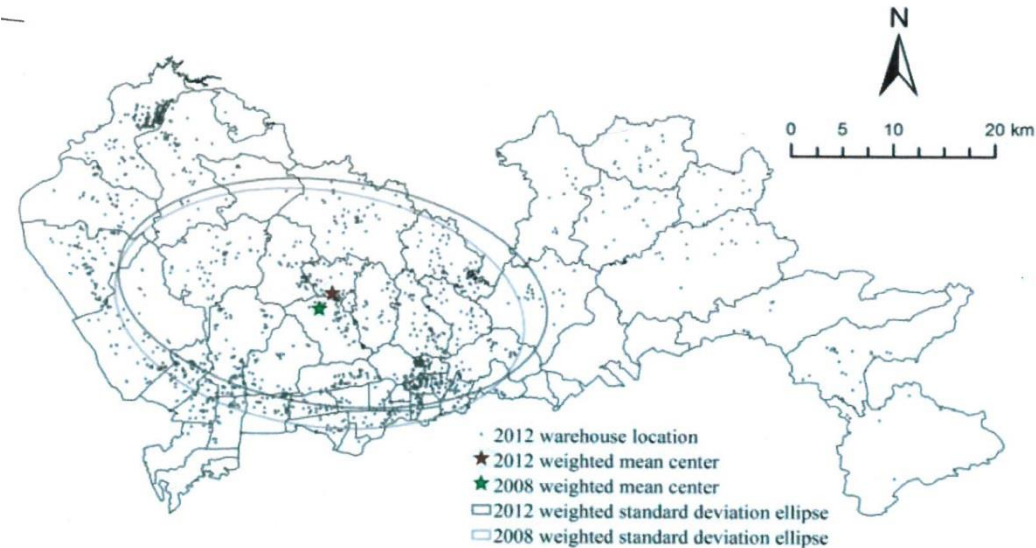 N
0 5 10 20 km
2012 warehouse location
2012 weighted mean center
2008 weighted mean center
2012 weighted standard deviation ellipse
2008 weighted standard deviation ellipse